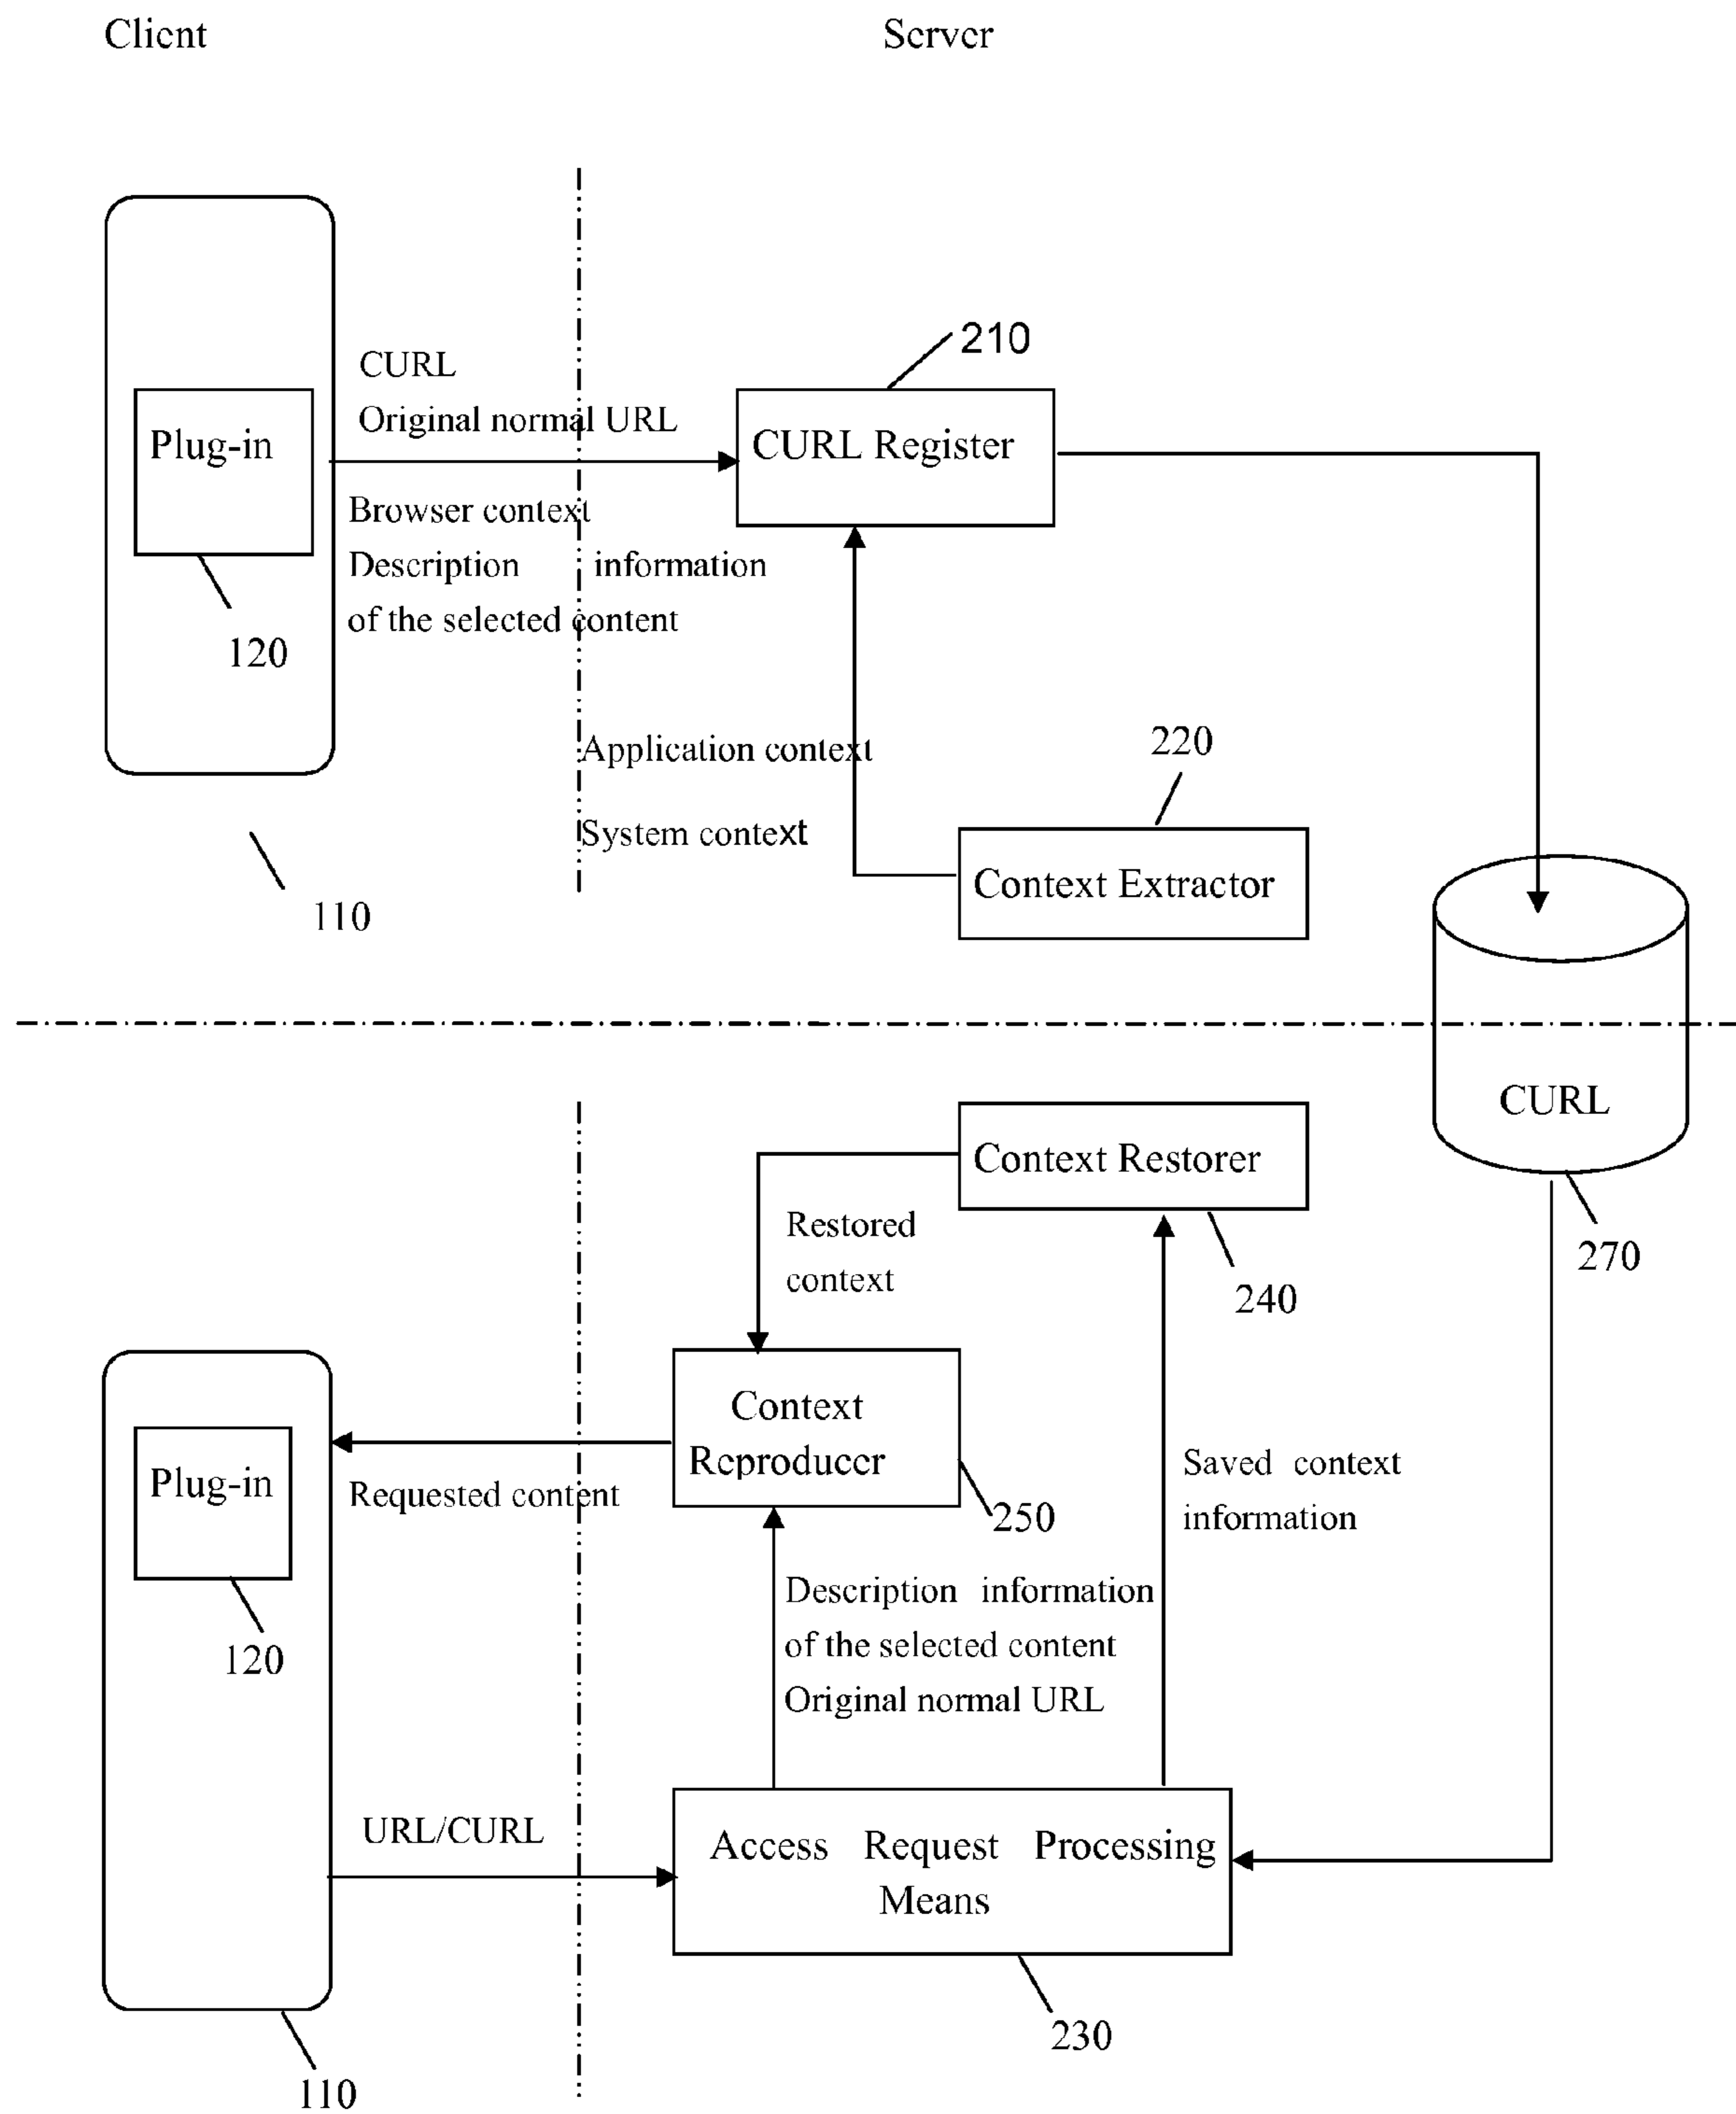 Client
Server
210
CURL
Original normal URL
Plug-in
CURL Register
Browser context
Description information
of the selected content
120
Application context
220
System context
Context Extractor
110
CURL
Context Restorer
Restored
context
270
240
Context
Reproducer
Saved context
information
Plug-in
Requested content
250
Description information
of the selected content
Original normal URL
120
URL/CURL
Access Request Processing
Means
230
110